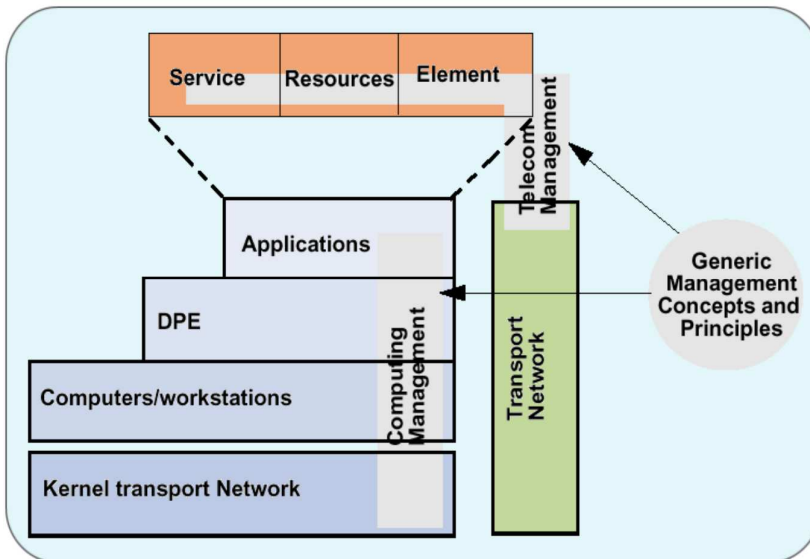 Service
Resources
Element
Telecom
Management
Applications
Generic
Management
Concepts and
Principles
DPE
Computing
Management
Transport
Network
Computers/workstations
Kernel transport Network